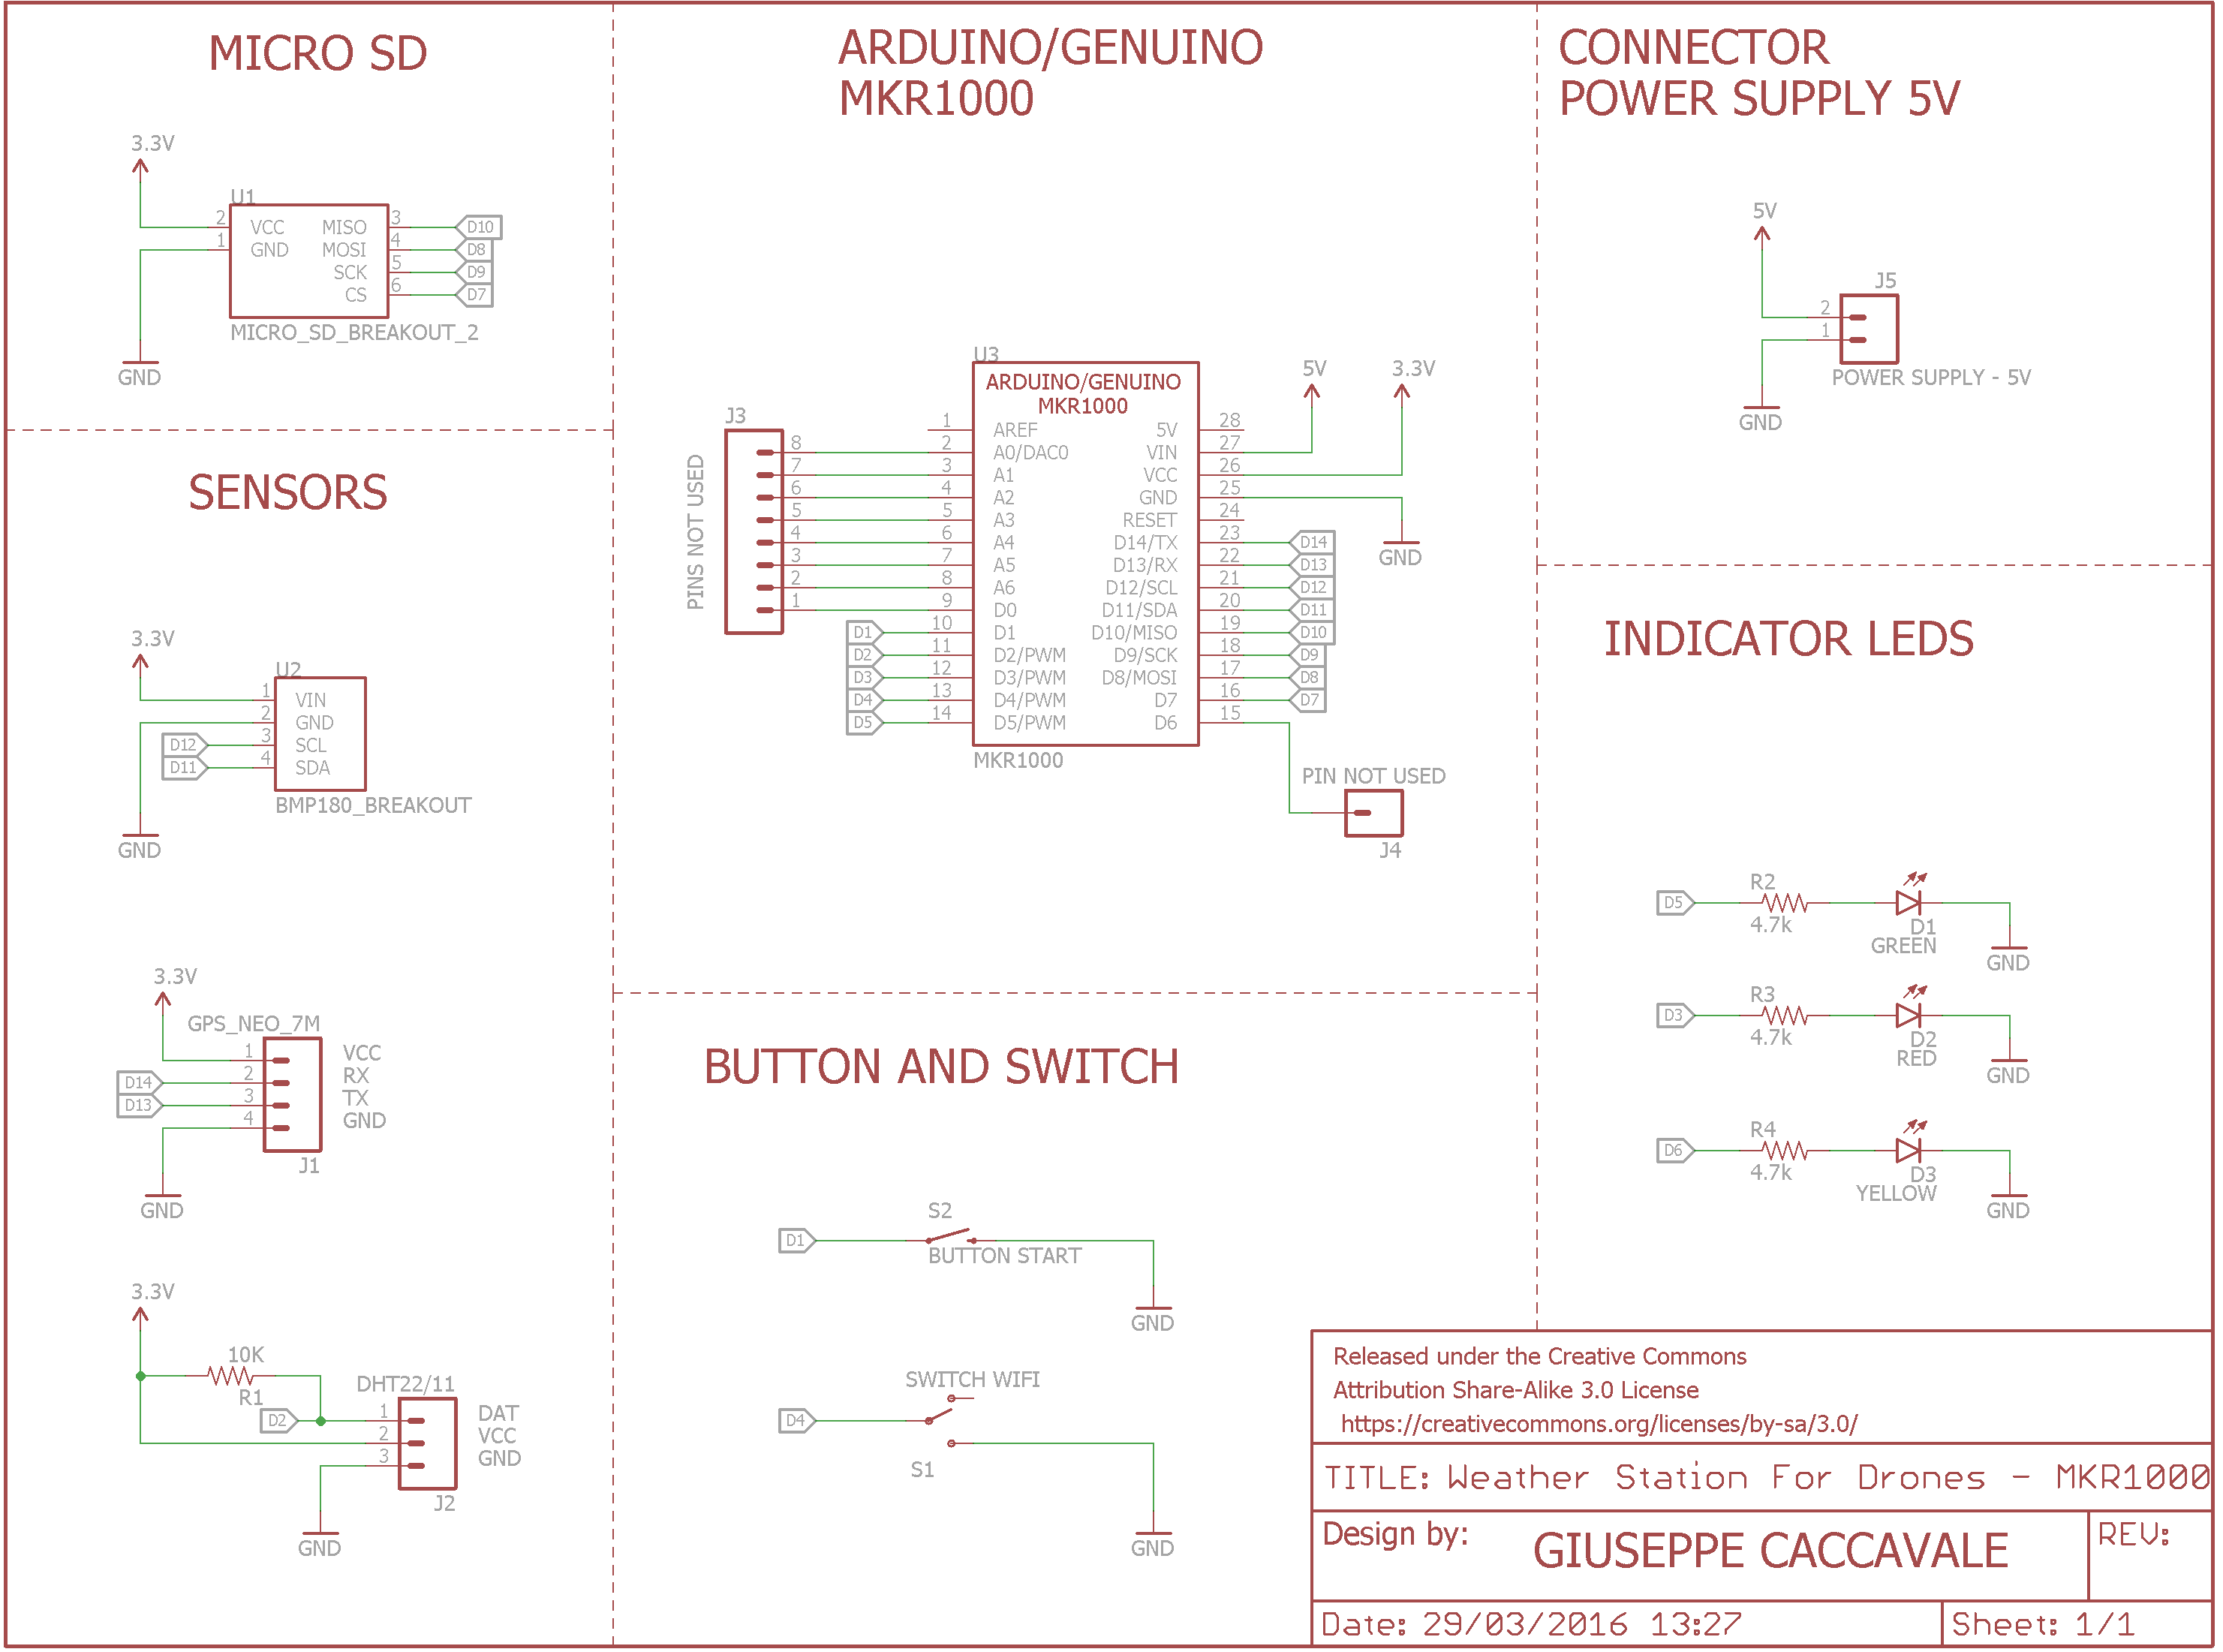 MICRO SD
3.3V
U1
2 VCC MISO 3 D10
1 GND MOSI 4 D8
SCK 5 D9
CS 6 D7
MICRO_SD_BREAKOUT_2
GND
SENSORS
3.3V
U2
1 VIN
2 GND
D12 3 SCL
D11 4 SDA
BMP180_BREAKOUT
GND
3.3V
GPS_NEO_7M
1 VCC
D14 2 RX
D13 3 TX
4 GND
J1
GND
3.3V
10K
R1
DHT22/11
D2 1 DAT
2 VCC
3 GND
J2
GND
ARDUINO/GENUINO
MKR1000
U3
ARDUINO/GENUINO
MKR1000
5V
3.3V
J3
PINS NOT USED
1 AREF 5V 28
8 2 A0/DAC0 VIN 27
7 3 A1 VCC 26
6 4 A2 GND 25
5 5 A3 RESET 24
4 6 A4 D14/TX 23 D14
3 7 A5 D13/RX 22 D13
2 8 A6 D12/SCL 21 D12
1 9 D0 D11/SDA 20 D11
D1 10 D1 D10/MISO 19 D10
D2 11 D2/PWM D9/SCK 18 D9
D3 12 D3/PWM D8/MOSI 17 D8
D4 13 D4/PWM D7 16 D7
D5 14 D5/PWM D6 15
GND
MKR1000
PIN NOT USED
J4
BUTTON AND SWITCH
S2
D1
BUTTON START
GND
SWITCH WIFI
D4
S1
GND
CONNECTOR
POWER SUPPLY 5V
5V
J5
2
1
POWER SUPPLY - 5V
GND
INDICATOR LEDS
R2
D5
4.7k
D1
GREEN
GND
R3
D3
4.7k
D2
RED
GND
R4
D6
4.7k
D3
YELLOW
GND
Released under the Creative Commons
Attribution Share-Alike 3.0 License
https://creativecommons.org/licenses/by-sa/3.0/
TITLE: Weather Station For Drones - MKR1000
Design by: GIUSEPPE CACCAVALE
REV:
Date: 29/03/2016 13:27
Sheet: 1/1